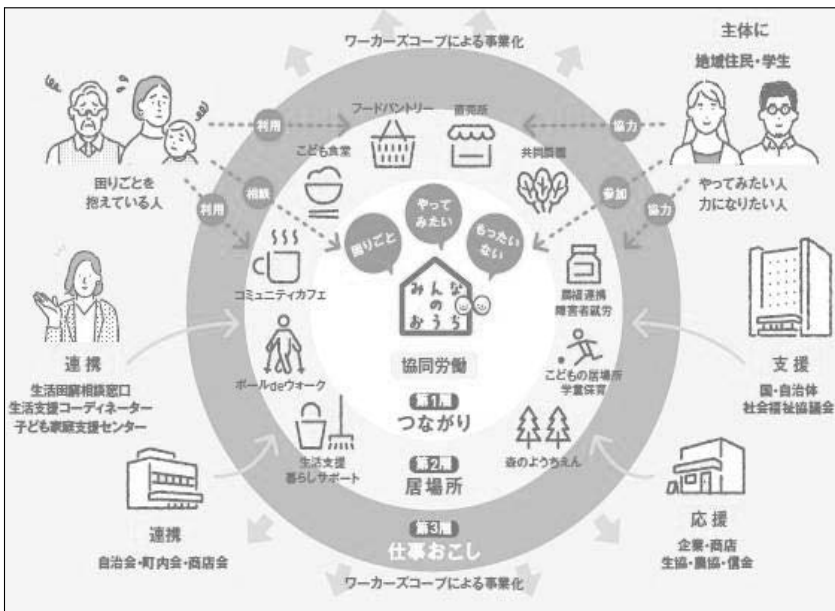 ワーカーズコープによる事業化
主体に
地域住民・学生
フードパントリー
直売所
利用
協力
こども食堂
共同農園
困りごとを
抱えている人
利用
相談
参加
協力
やってみたい人
力になりたい人
困りごと
やって
みたい
もったい
ない
コミュニティカフェ
みんな
の
おうち
農福連携
障害者就労
連携
生活困窮相談窓口
生活支援コーディネーター
子ども家庭支援センター
協同労働
ポールdeウォーク
こどもの居場所
学童保育
支援
国・自治体
社会福祉協議会
第1層
つながり
生活支援
暮らしサポート
森のようちえん
第2層
居場所
連携
自治会・町内会・商店会
第3層
仕事おこし
応援
企業・商店
生協・農協・信金
ワーカーズコープによる事業化